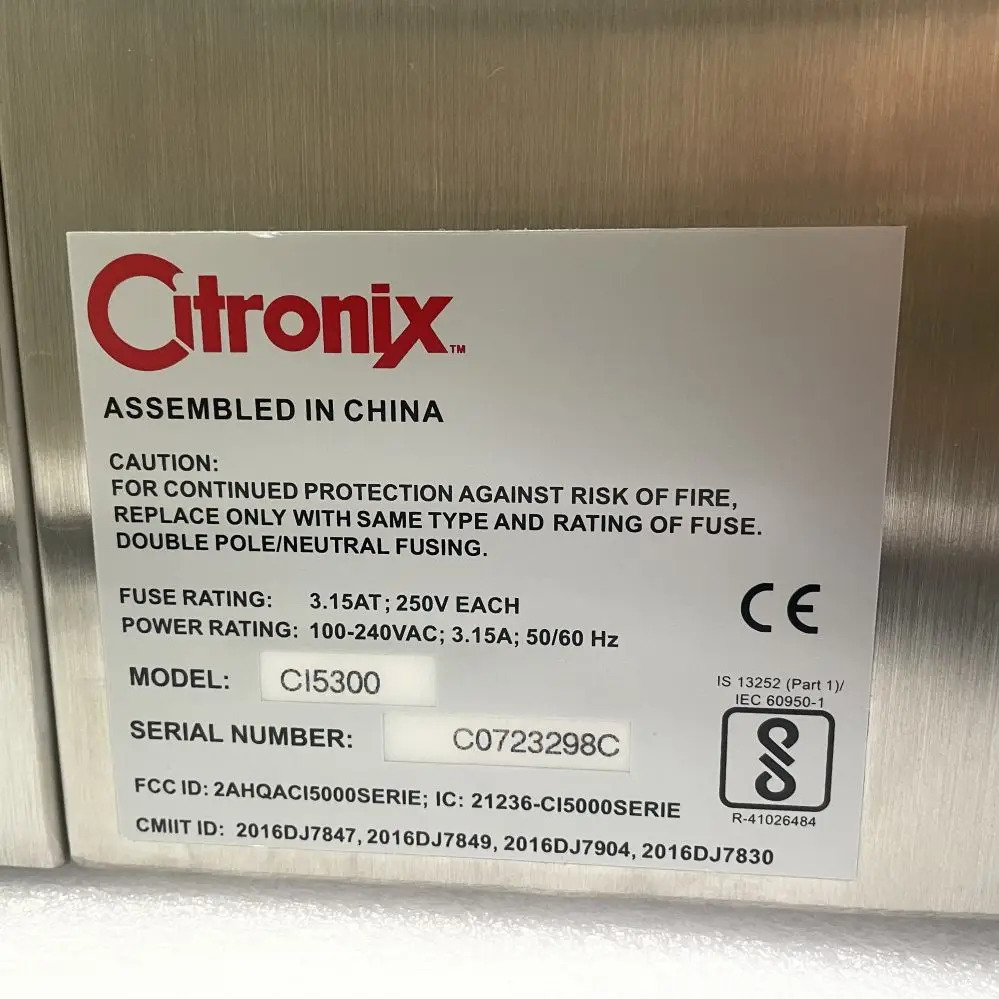 Citronix™
ASSEMBLED IN CHINA
CAUTION:
FOR CONTINUED PROTECTION AGAINST RISK OF FIRE,
REPLACE ONLY WITH SAME TYPE AND RATING OF FUSE.
DOUBLE POLE/NEUTRAL FUSING.
FUSE RATING: 3.15AT; 250V EACH
POWER RATING: 100-240VAC; 3.15A; 50/60 Hz
CE
MODEL: CI5300
IS 13252 (Part 1)/
IEC 60950-1
SERIAL NUMBER: C0723298C
R-41026484
FCC ID: 2AHQACI5000SERIE; IC: 21236-CI5000SERIE
CMIIT ID: 2016DJ7847, 2016DJ7849, 2016DJ7904, 2016DJ7830